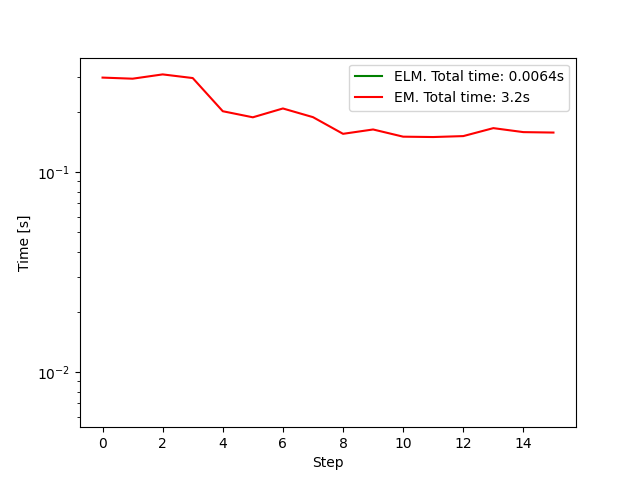 ELM. Total time: 0.0064s
EM. Total time: 3.2s
10⁻¹
10⁻²
Time [s]
0 2 4 6 8 10 12 14
Step